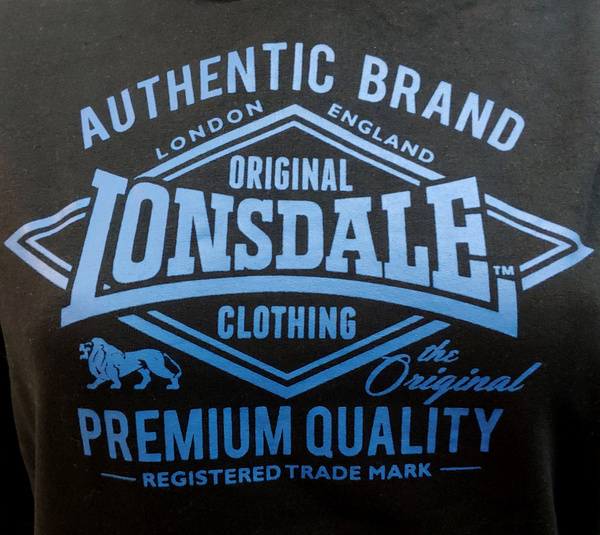 AUTHENTIC BRAND
LONDON ENGLAND
ORIGINAL
LONSDALE™
CLOTHING
the
Original
PREMIUM QUALITY
REGISTERED TRADE MARK